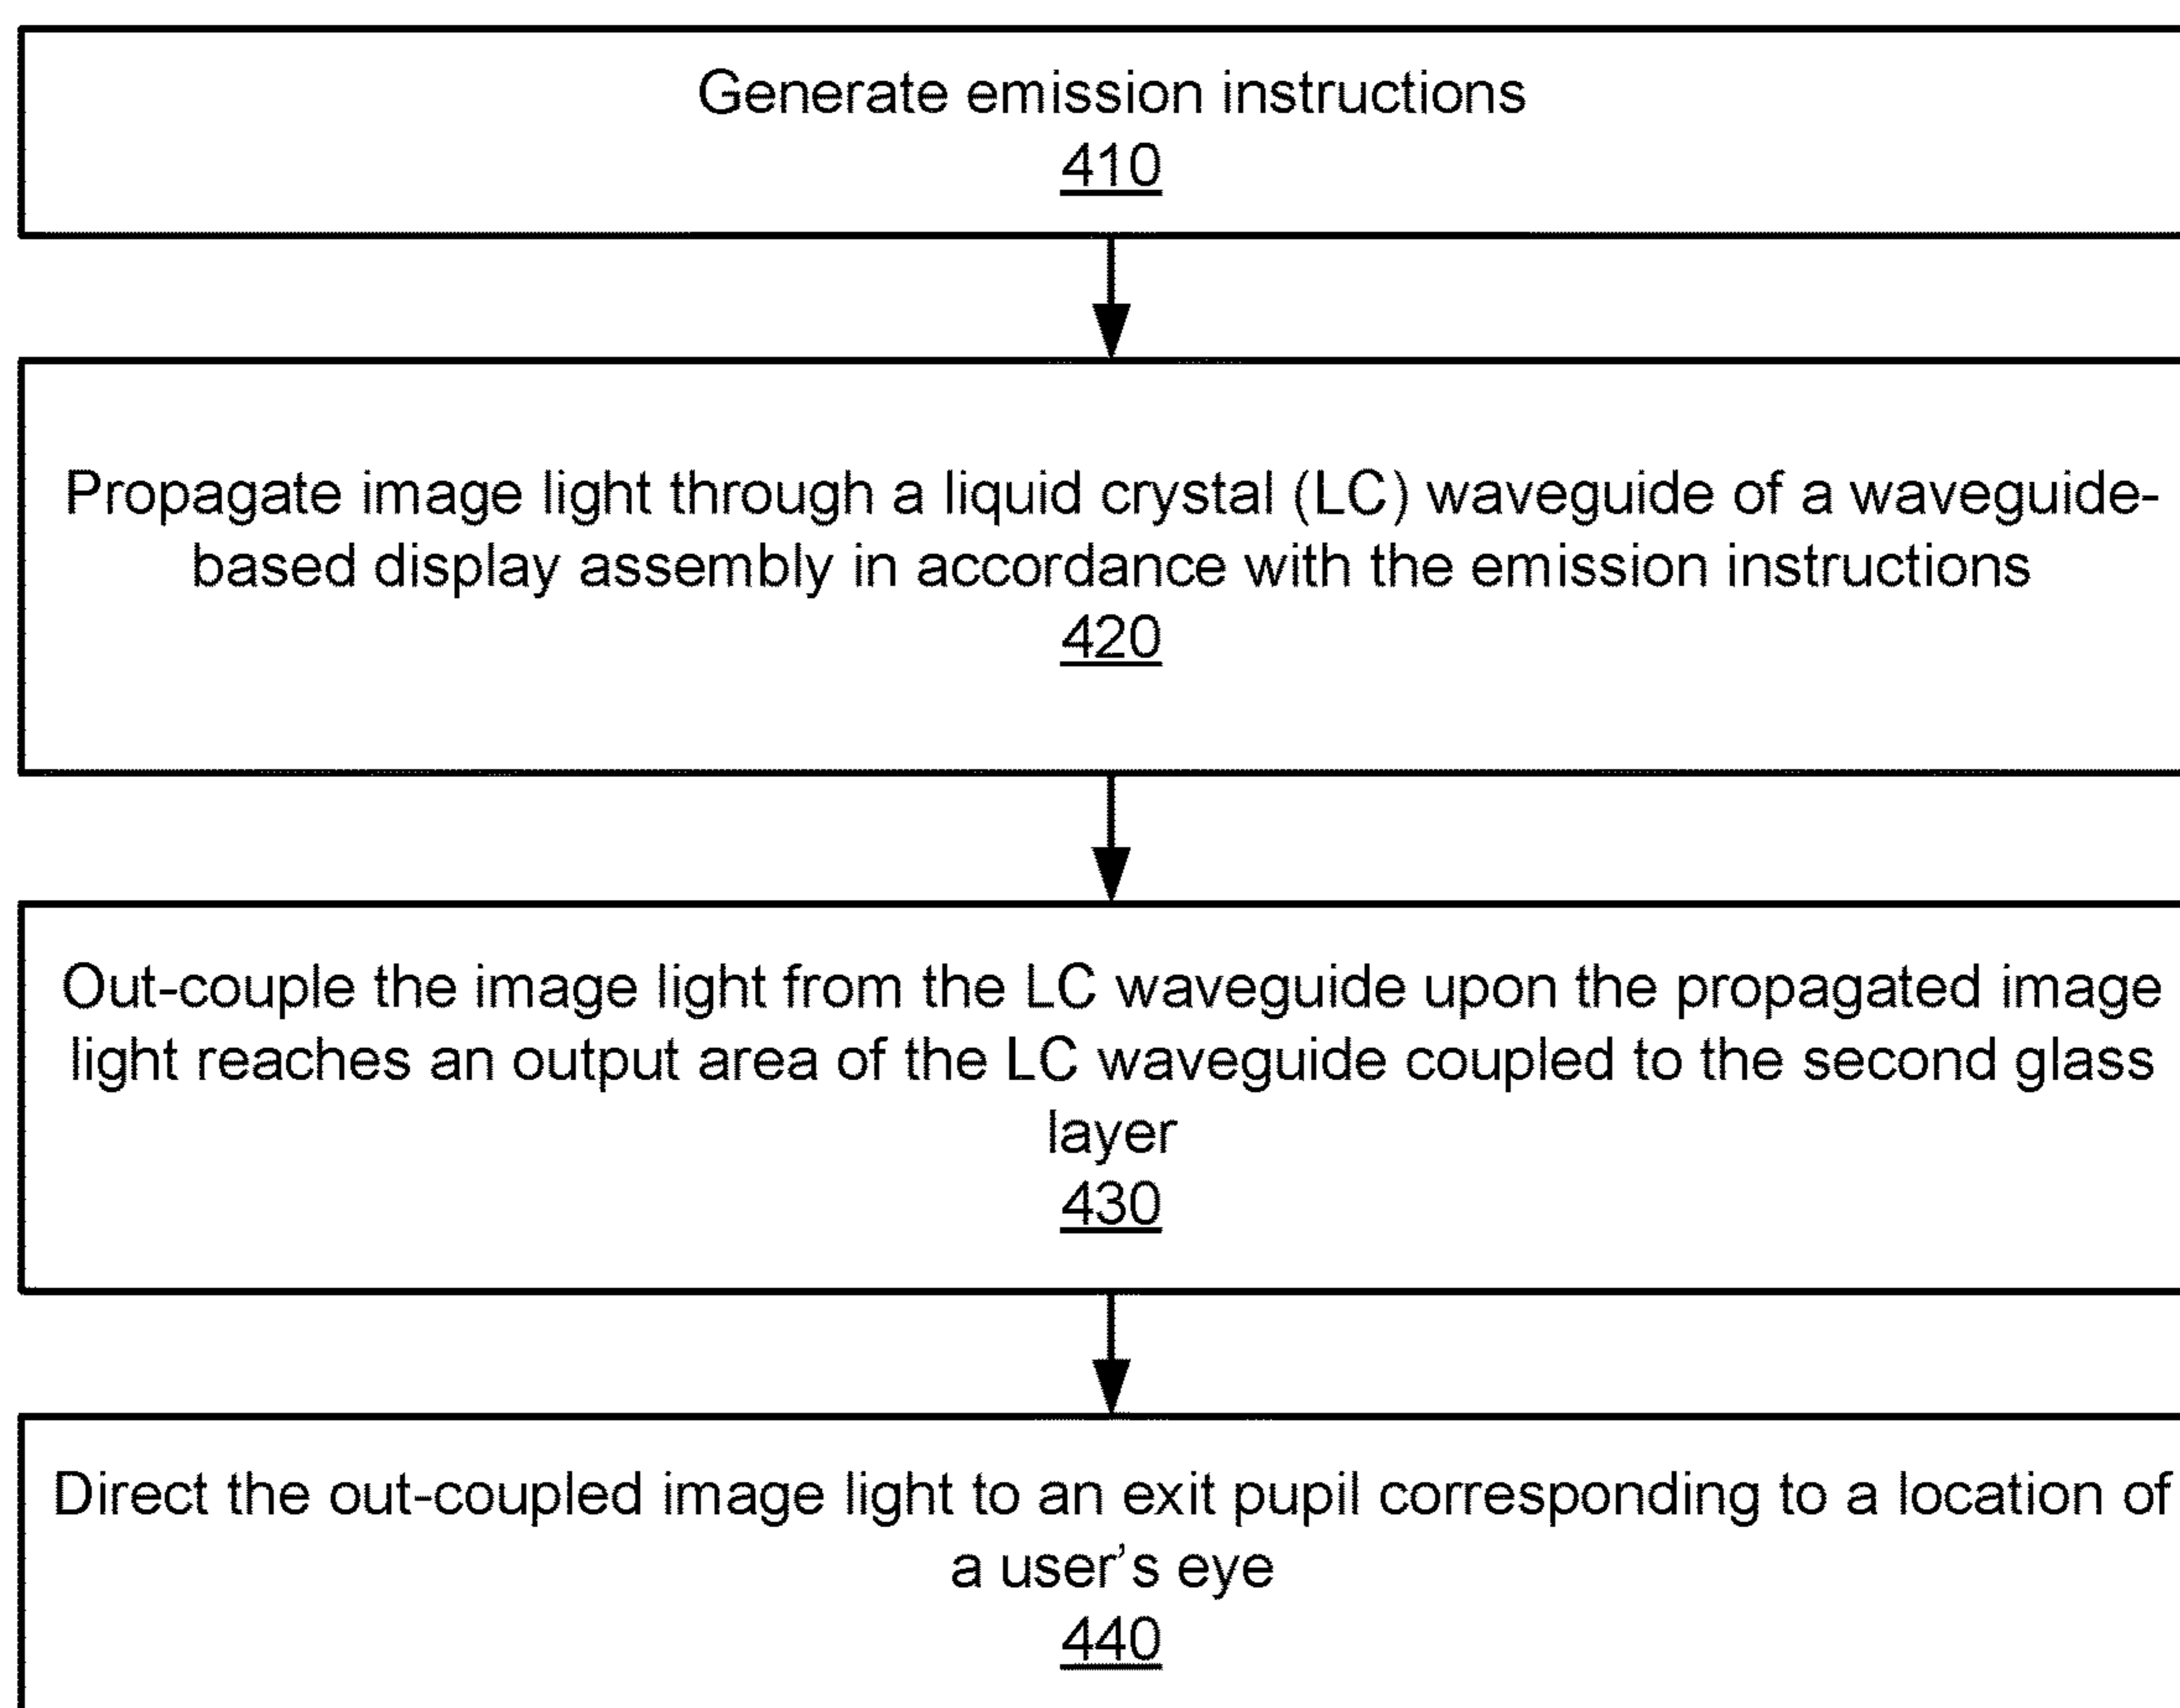 Generate emission instructions
410
Propagate image light through a liquid crystal (LC) waveguide of a waveguide-
based display assembly in accordance with the emission instructions
420
Out-couple the image light from the LC waveguide upon the propagated image
light reaches an output area of the LC waveguide coupled to the second glass
layer
430
Direct the out-coupled image light to an exit pupil corresponding to a location of
a user's eye
440